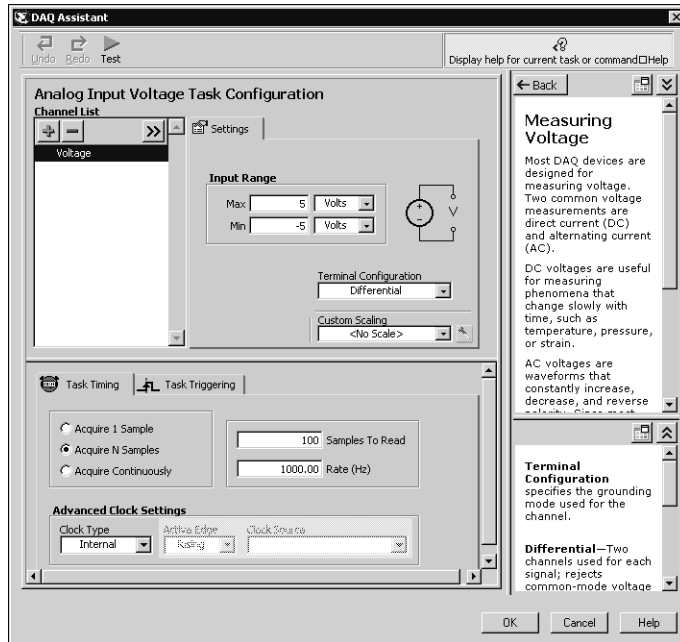 DAQ Assistant
Undo Redo Test
Display help for current task or command□Help
Analog Input Voltage Task Configuration
Channel List
Voltage
Settings
Input Range
Max 5 Volts
Min -5 Volts
V
Terminal Configuration
Differential
Custom Scaling
<No Scale>
Task Timing
Task Triggering
Acquire 1 Sample
Acquire N Samples
Acquire Continuously
100 Samples To Read
1000.00 Rate (Hz)
Advanced Clock Settings
Clock Type Active Edge Clock Source
Internal Rising
Back
Measuring
Voltage
Most DAQ devices are
designed for
measuring voltage.
Two common voltage
measurements are
direct current (DC)
and alternating current
(AC).
DC voltages are useful
for measuring
phenomena that
change slowly with
time, such as
temperature, pressure,
or strain.
AC voltages are
waveforms that
constantly increase,
decrease, and reverse
polarity. Since most
Terminal
Configuration
specifies the grounding
mode used for the
channel.
Differential—Two
channels used for each
signal; rejects
common-mode voltage
OK Cancel Help